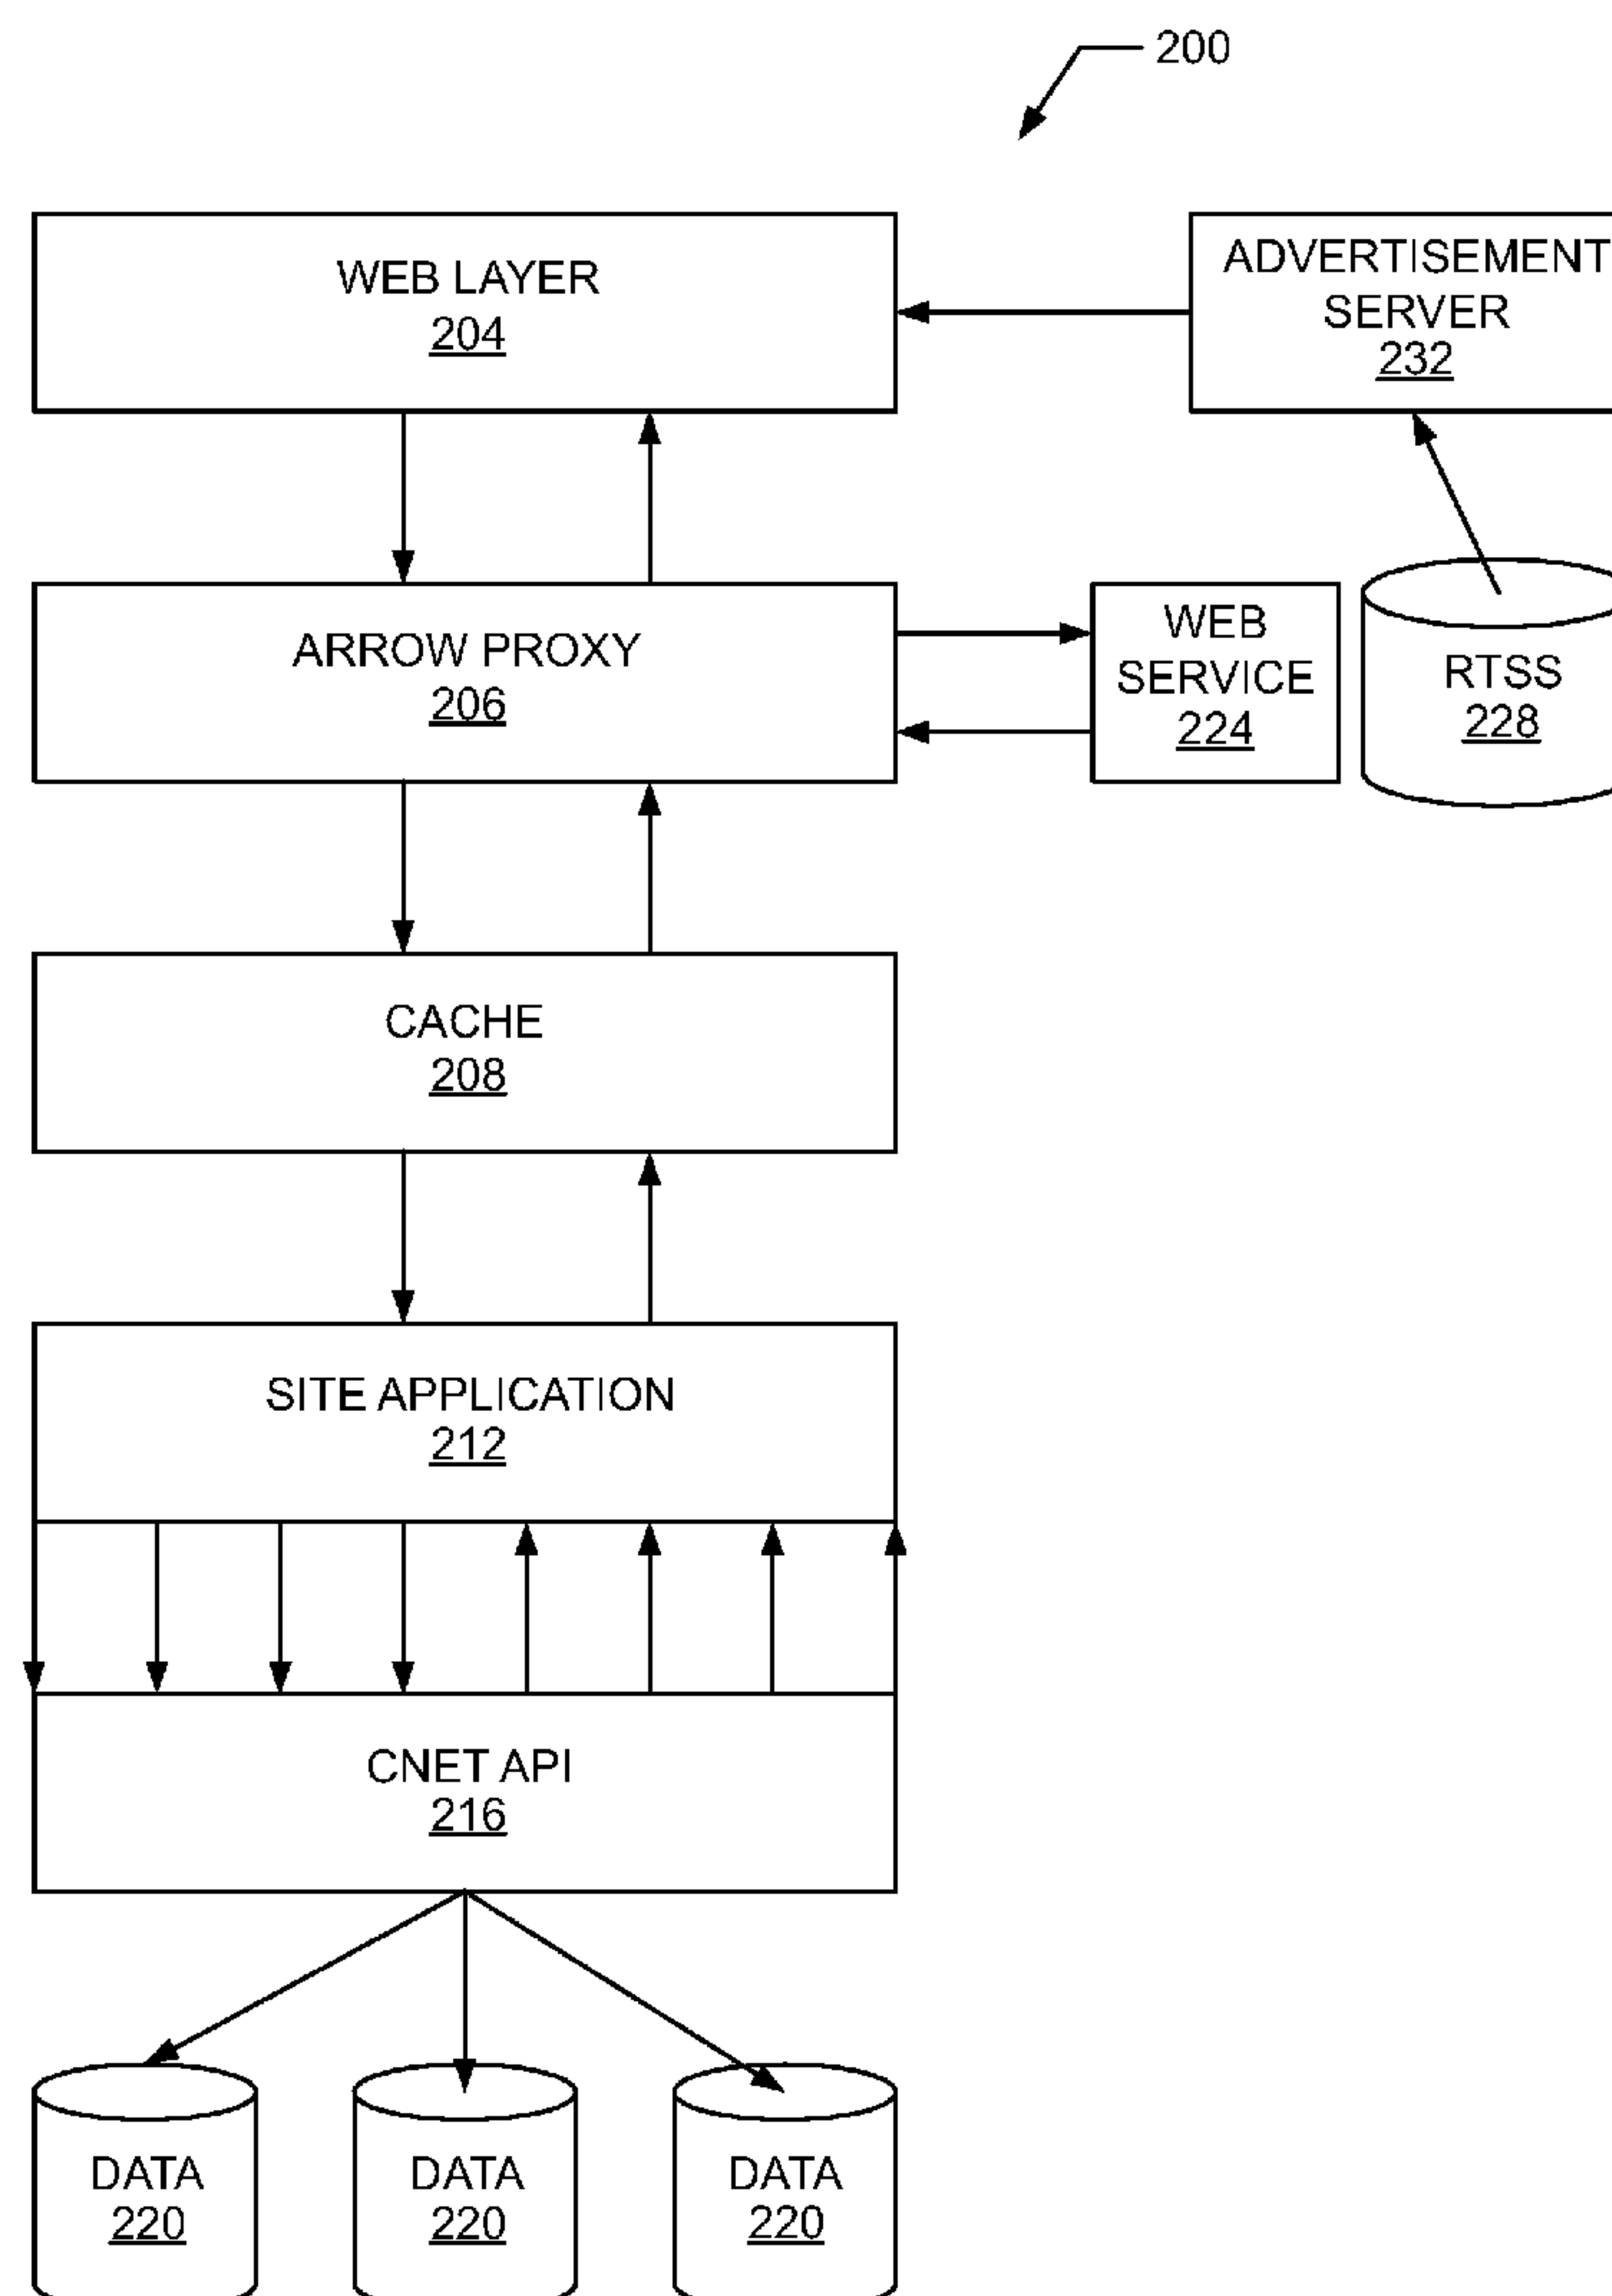 200
WEB LAYER
204
ADVERTISEMENT
SERVER
232
ARROW PROXY
206
WEB
SERVICE
224
RTSS
228
CACHE
208
SITE APPLICATION
212
CNET API
216
DATA
220
DATA
220
DATA
220